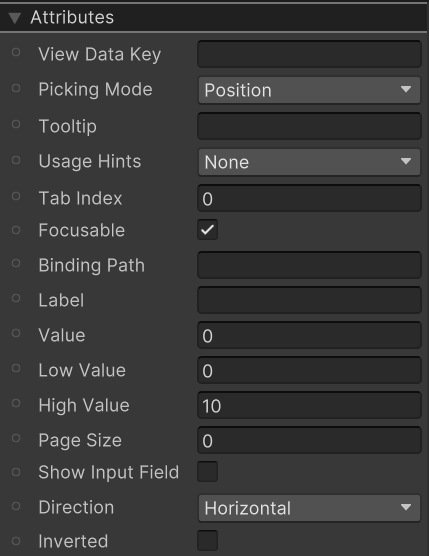 Attributes
View Data Key
Picking Mode Position
Tooltip
Usage Hints None
Tab Index 0
Focusable
Binding Path
Label
Value 0
Low Value 0
High Value 10
Page Size 0
Show Input Field
Direction Horizontal
Inverted